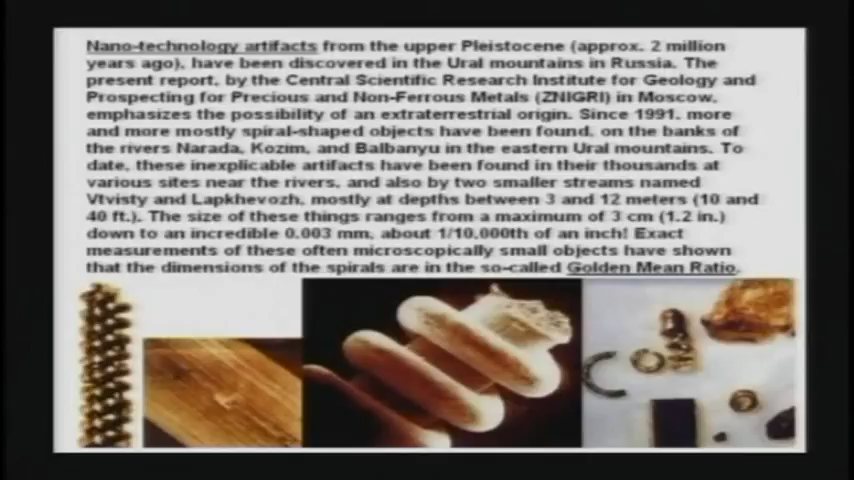 Nano-technology artifacts from the upper Pleistocene (approx. 2 million
years ago), have been discovered in the Ural mountains in Russia. The
present report, by the Central Scientific Research Institute for Geology and
Prospecting for Precious and Non-Ferrous Metals (ZNIGRI) in Moscow,
emphasizes the possibility of an extraterrestrial origin. Since 1991, more
and more mostly spiral-shaped objects have been found, on the banks of
the rivers Narada, Kozim, and Balbanyu in the eastern Ural mountains. To
date, these inexplicable artifacts have been found in their thousands at
various sites near the rivers, and also by two smaller streams named
Vtvisty and Lapkhevozh, mostly at depths between 3 and 12 meters (10 and
40 ft.). The size of these things ranges from a maximum of 3 cm (1.2 in.)
down to an incredible 0.003 mm, about 1/10,000th of an inch! Exact
measurements of these often microscopically small objects have shown
that the dimensions of the spirals are in the so-called Golden Mean Ratio.